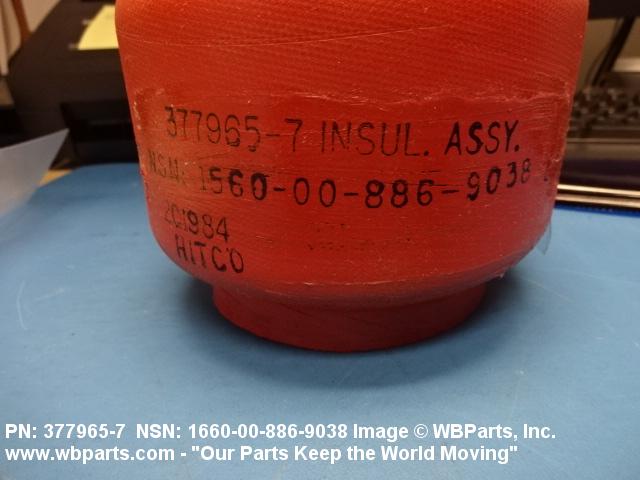 377965-7 INSUL. ASSY.
NSN: 1560-00-886-9038
2C1984
HITCO
PN: 377965-7 NSN: 1660-00-886-9038 Image © WBParts, Inc.
www.wbparts.com - "Our Parts Keep the World Moving"